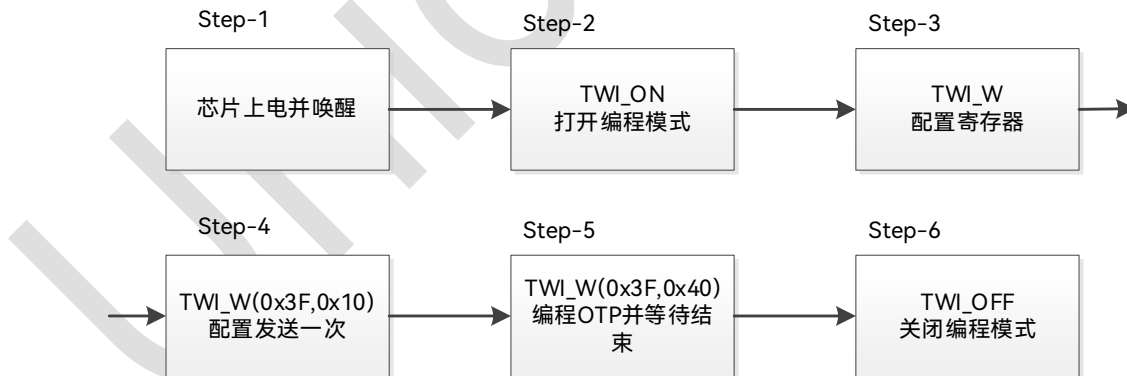 Step-1
Step-2
Step-3
芯片上电并唤醒
TWI_ON
打开编程模式
TWI_W
配置寄存器
Step-4
Step-5
Step-6
TWI_W(0x3F,0x10)
配置发送一次
TWI_W(0x3F,0x40)
编程OTP并等待结
束
TWI_OFF
关闭编程模式